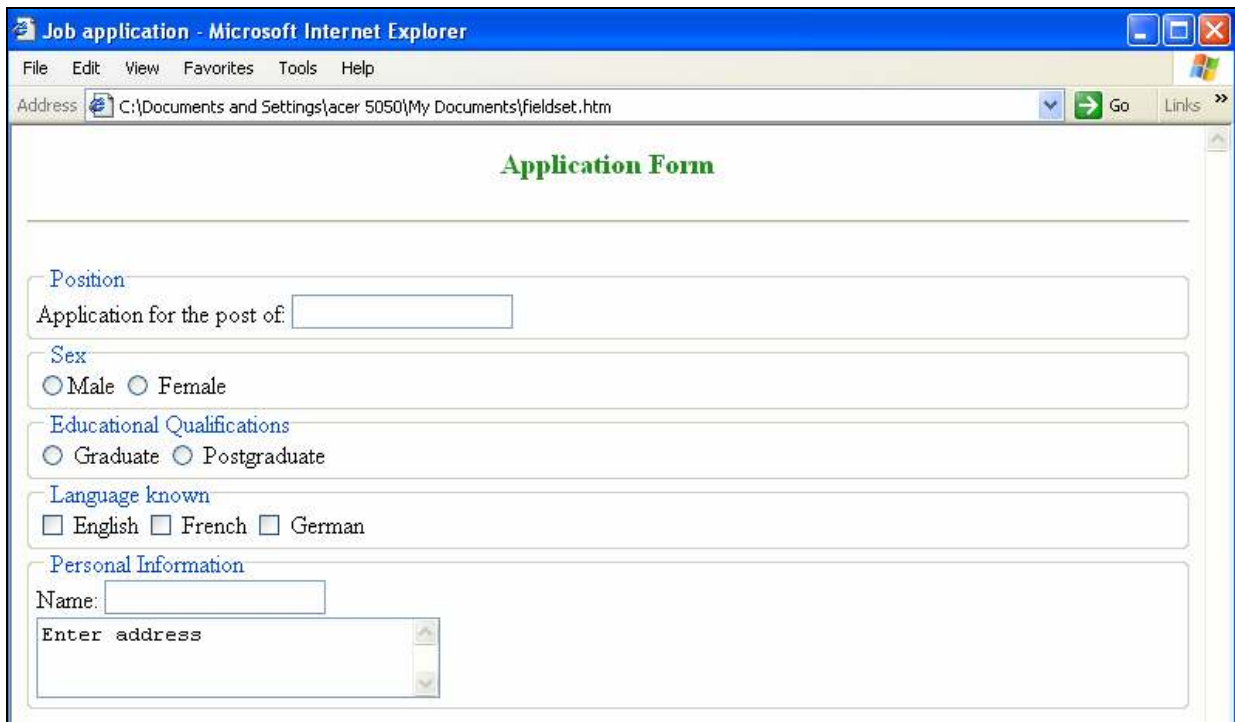 Job application - Microsoft Internet Explorer
File Edit View Favorites Tools Help
Address C:\Documents and Settings\acer 5050\My Documents\fieldset.htm Go Links »
Application Form
Position
Application for the post of:
Sex
Male Female
Educational Qualifications
Graduate Postgraduate
Language known
English French German
Personal Information
Name:
Enter address